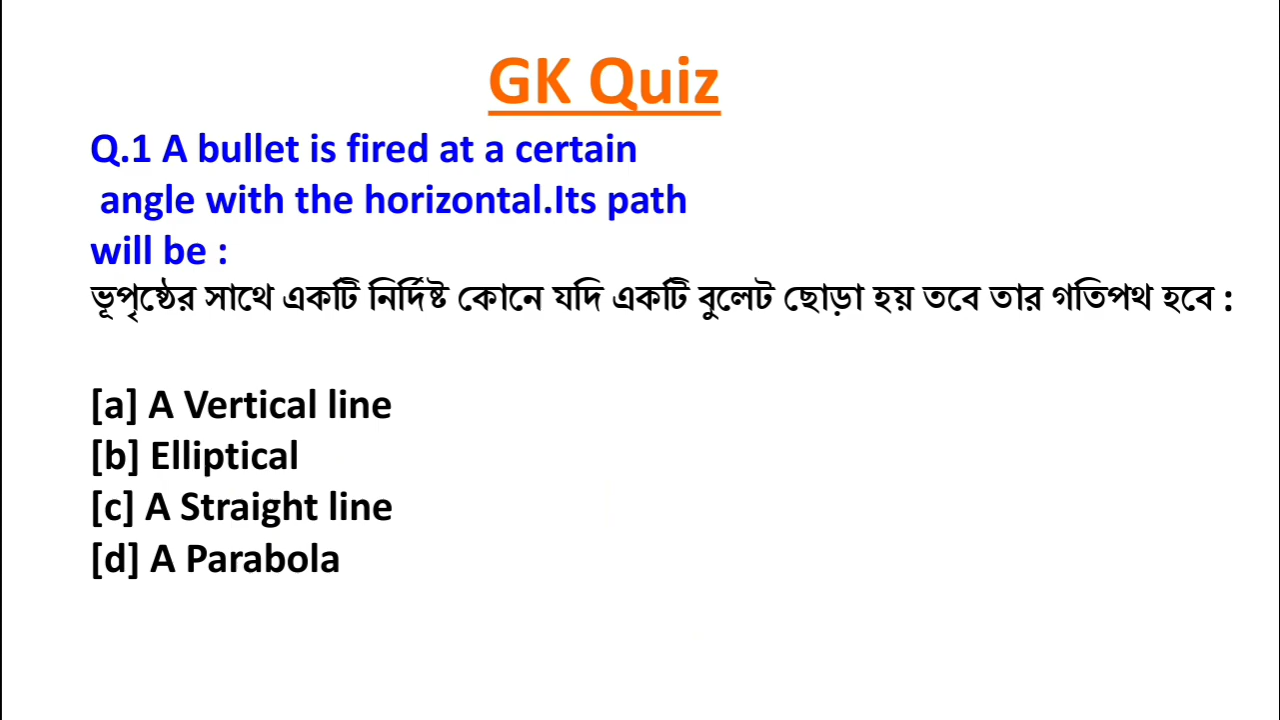 GK Quiz
Q.1 A bullet is fired at a certain
angle with the horizontal.Its path
will be :
ভূপৃষ্ঠের সাথে একটি নির্দিষ্ট কোনে যদি একটি বুলেট ছোড়া হয় তবে তার গতিপথ হবে :
[a] A Vertical line
[b] Elliptical
[c] A Straight line
[d] A Parabola